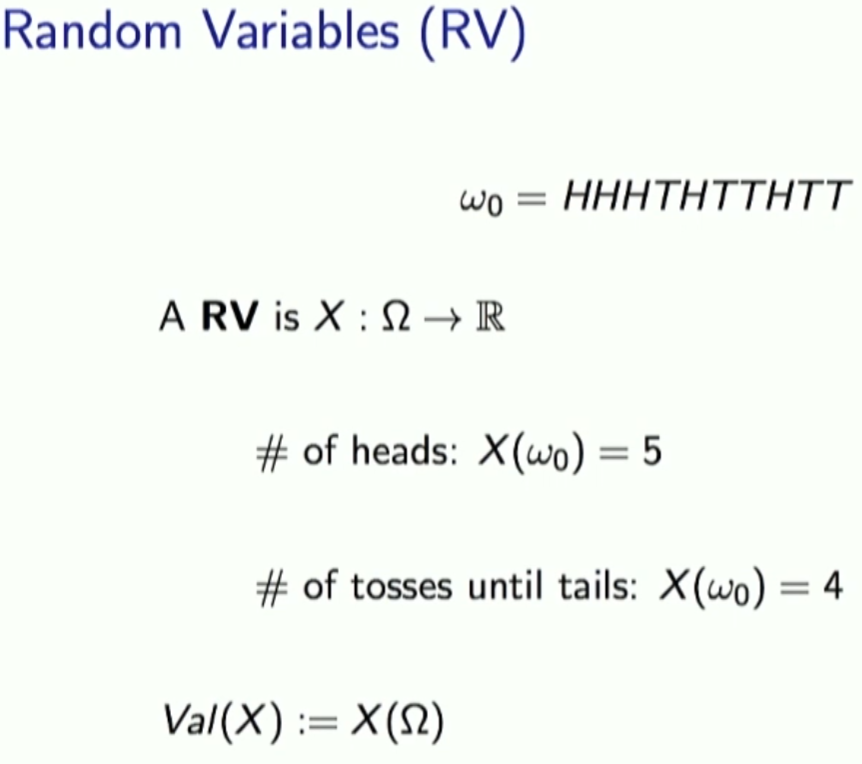 Random Variables (RV)
ω₀ = HHHTHTTHTT
A RV is X : Ω → ℝ
# of heads: X(ω₀) = 5
# of tosses until tails: X(ω₀) = 4
Val(X) := X(Ω)